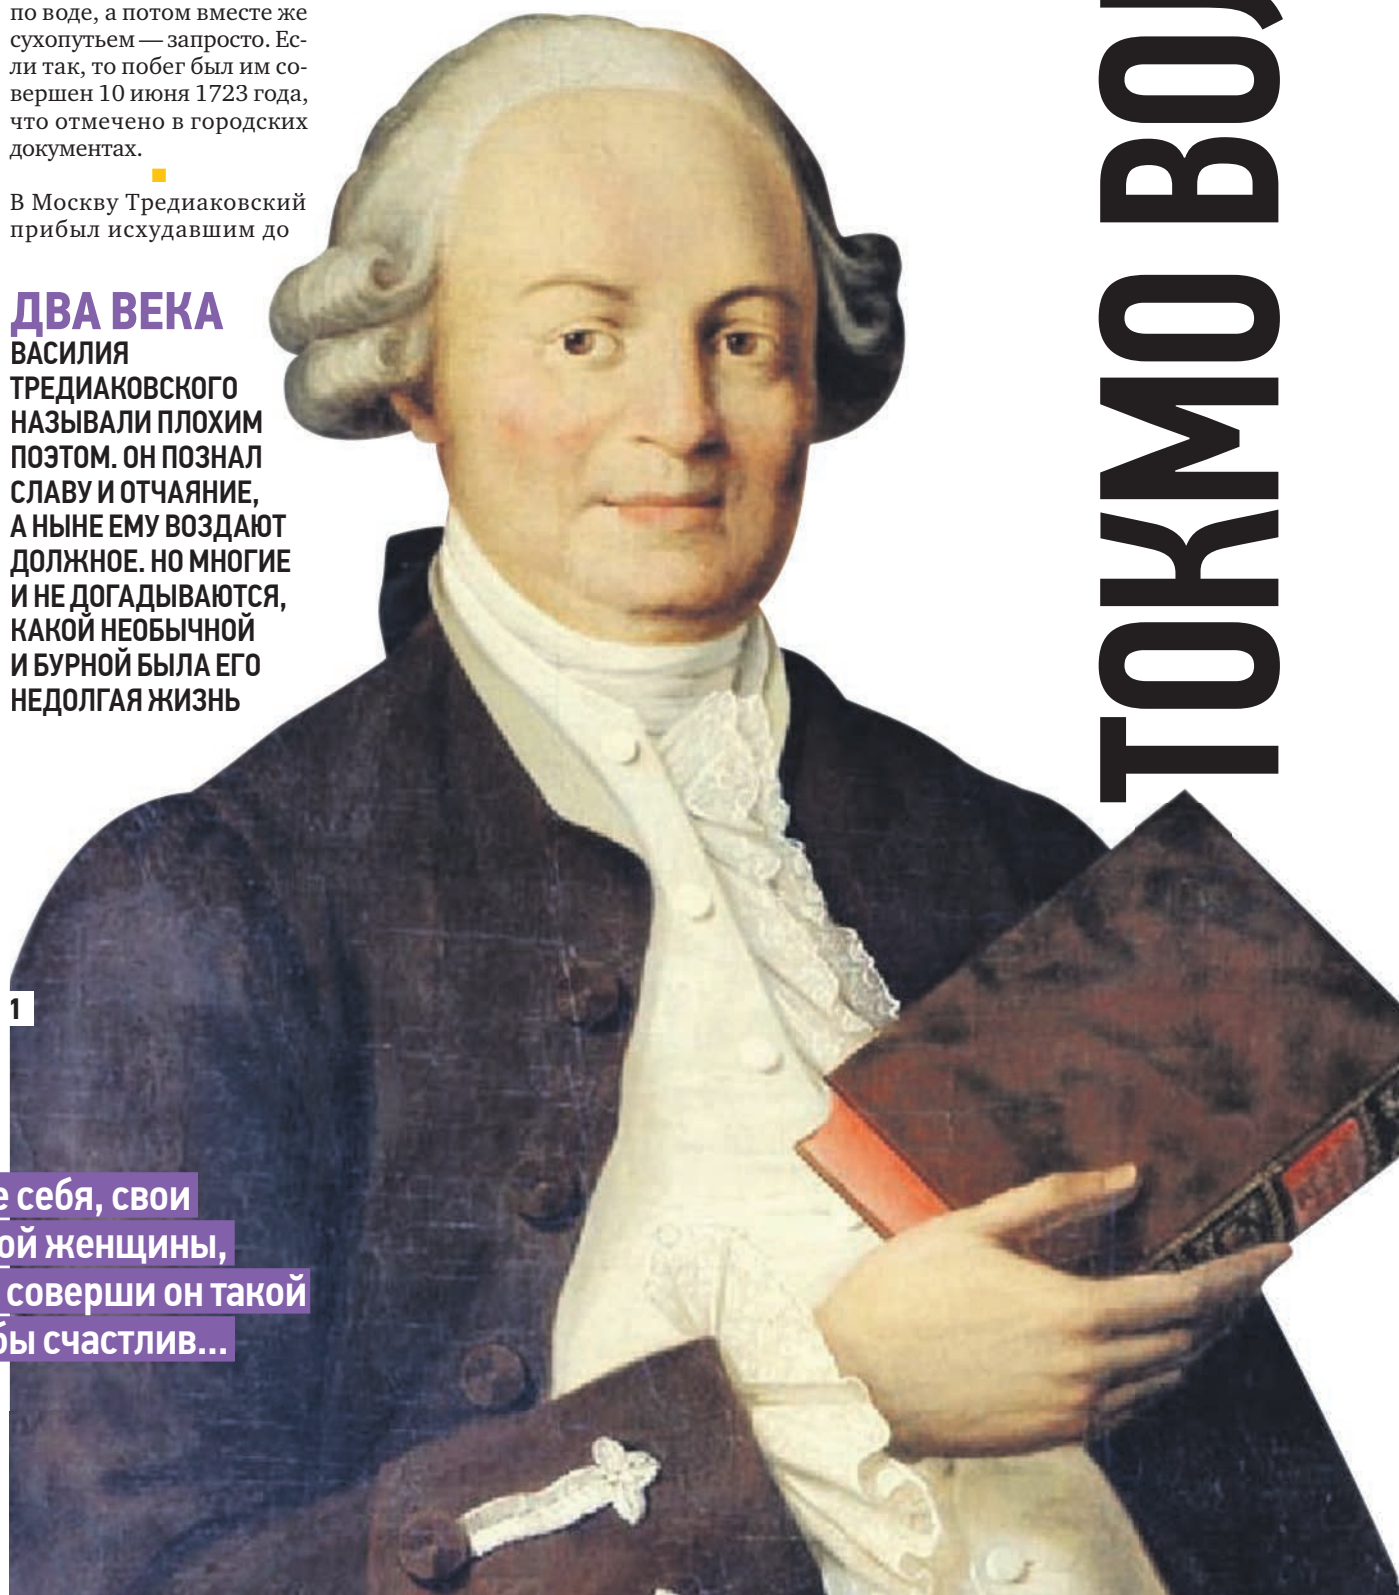 по воде, а потом вместе же
сухопутьем — запросто. Ес-
ли так, то побег был им со-
вершен 10 июня 1723 года,
что отмечено в городских
документах.
В Москву Тредиаковский
прибыл исхудавшим до
ДВА ВЕКА
ВАСИЛИЯ
ТРЕДИАКОВСКОГО
НАЗЫВАЛИ ПЛОХИМ
ПОЭТОМ. ОН ПОЗНАЛ
СЛАВУ И ОТЧАЯНИЕ,
А НЫНЕ ЕМУ ВОЗДАЮТ
ДОЛЖНОЕ. НО МНОГИЕ
И НЕ ДОГАДЫВАЮТСЯ,
КАКОЙ НЕОБЫЧНОЙ
И БУРНОЙ БЫЛА ЕГО
НЕДОЛГАЯ ЖИЗНЬ
1
е себя, свои
ой женщины,
соверши он такой
бы счастлив...
ТОКМО ВО